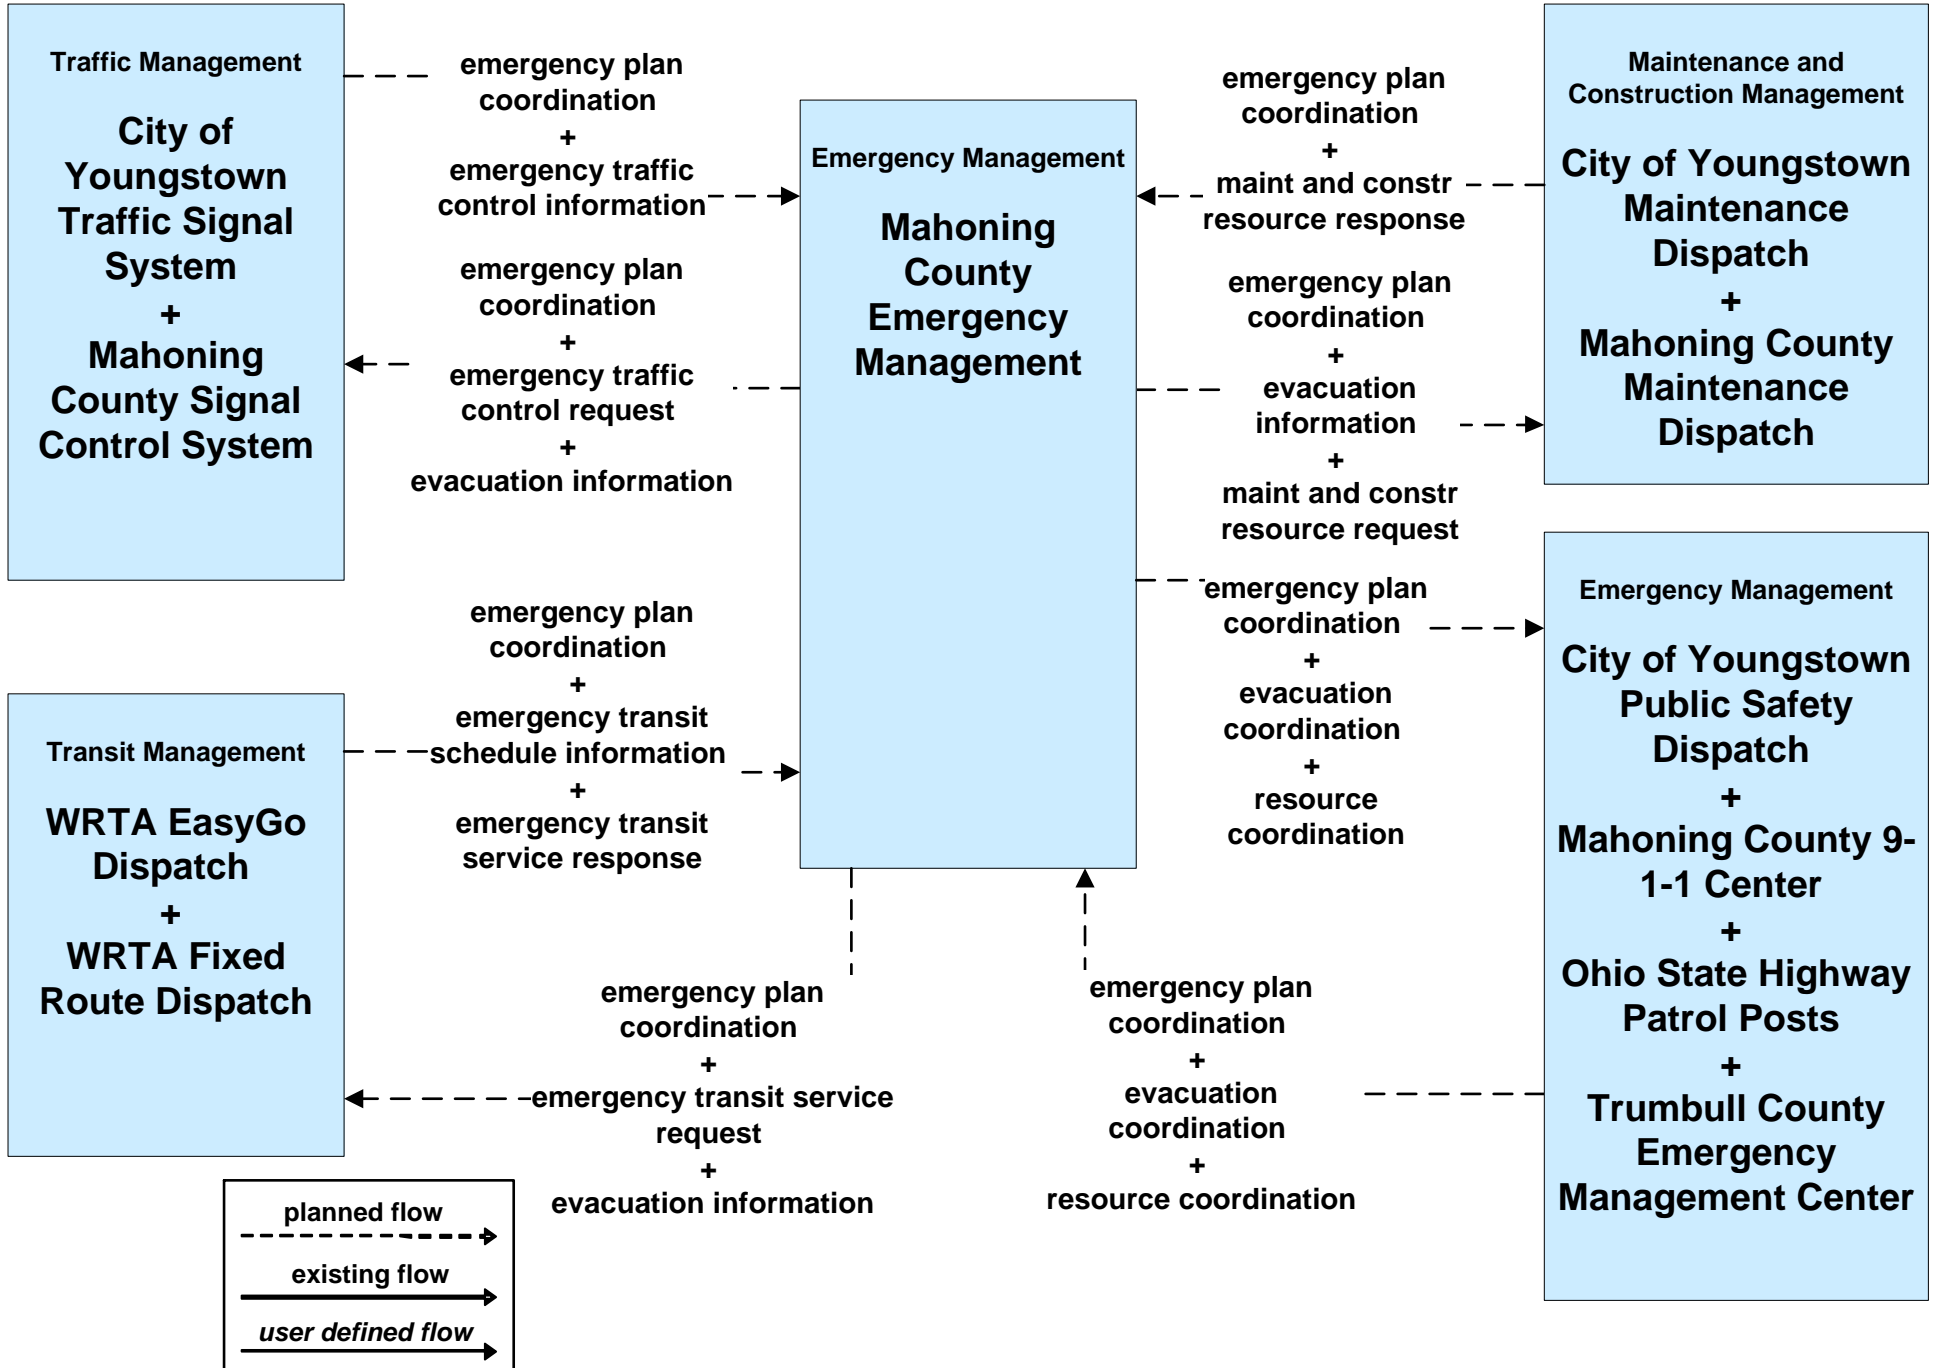 Traffic Management
City of
Youngstown
Traffic Signal
System
+
Mahoning
County Signal
Control System
emergency plan
coordination
+
emergency traffic
control information
emergency plan
coordination
+
emergency traffic
control request
+
evacuation information
Emergency Management
Mahoning
County
Emergency
Management
emergency plan
coordination
+
maint and constr
resource response
emergency plan
coordination
+
evacuation
information
+
maint and constr
resource request
Maintenance and
Construction Management
City of Youngstown
Maintenance
Dispatch
+
Mahoning County
Maintenance
Dispatch
Transit Management
WRTA EasyGo
Dispatch
+
WRTA Fixed
Route Dispatch
emergency plan
coordination
+
emergency transit
schedule information
+
emergency transit
service response
emergency plan
coordination
+
emergency transit service
request
+
evacuation information
emergency plan
coordination
+
evacuation
coordination
+
resource
coordination
emergency plan
coordination
+
evacuation
coordination
+
resource coordination
Emergency Management
City of Youngstown
Public Safety
Dispatch
+
Mahoning County 9-
1-1 Center
+
Ohio State Highway
Patrol Posts
+
Trumbull County
Emergency
Management Center
planned flow
existing flow
user defined flow